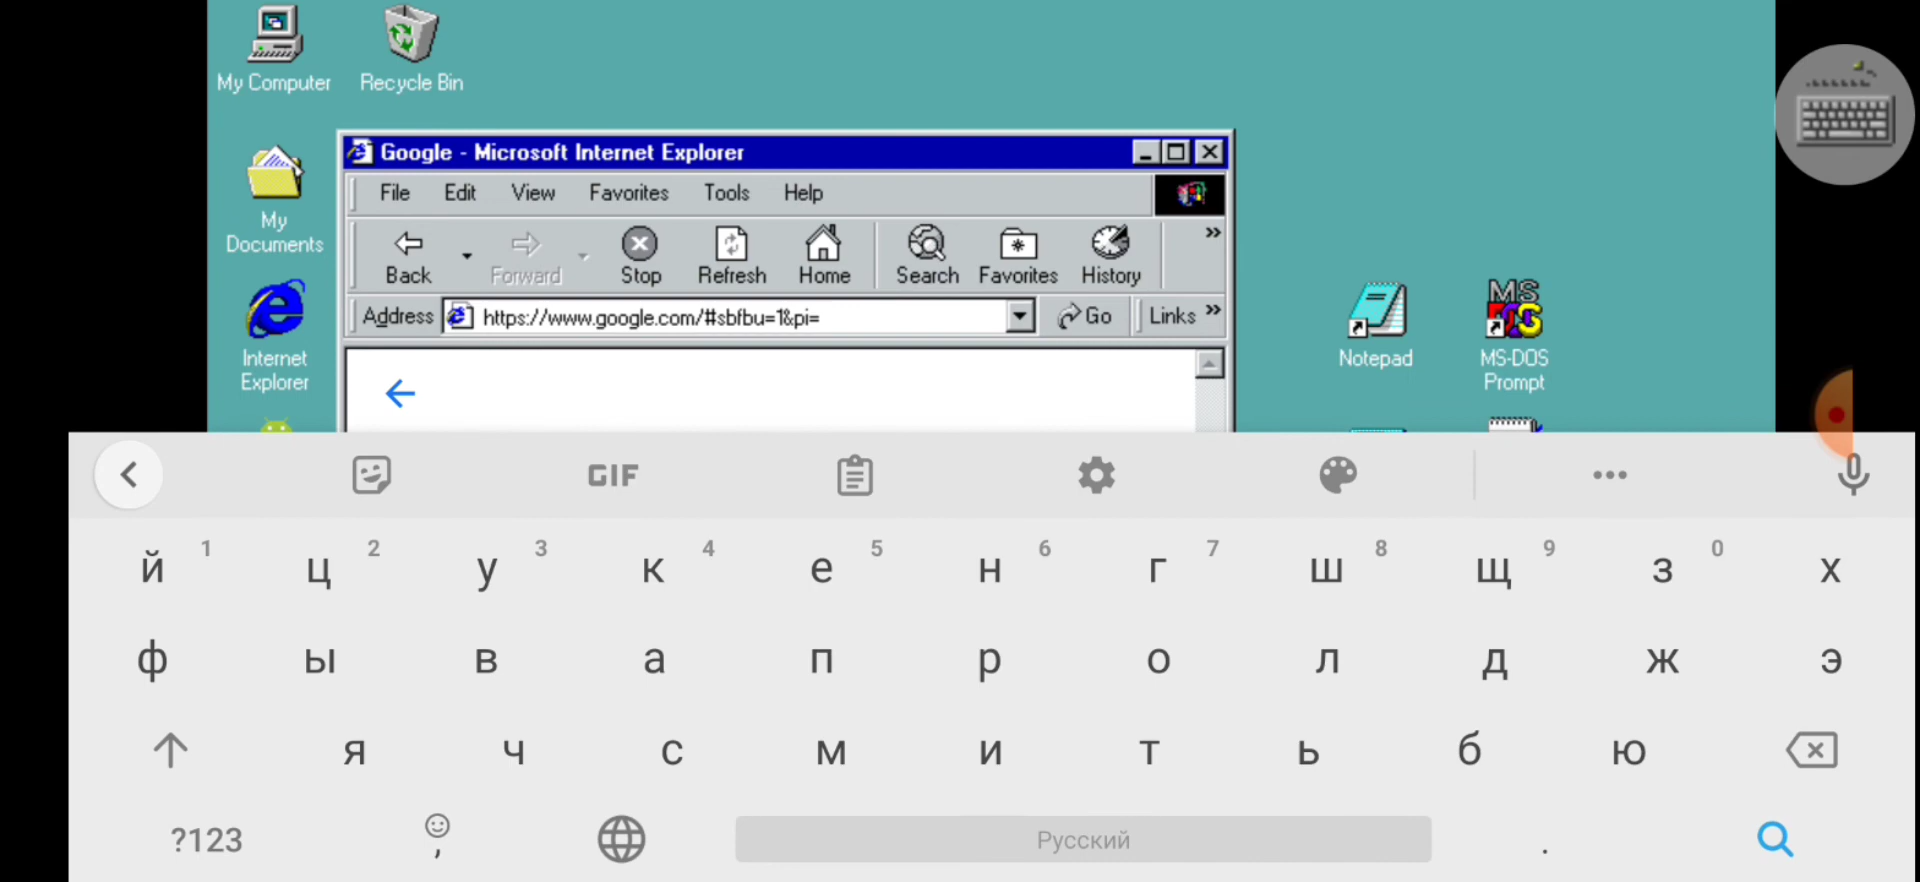 My Computer
Recycle Bin
My
Documents
Internet
Explorer
Google - Microsoft Internet Explorer
File Edit View Favorites Tools Help
Back Forward Stop Refresh Home Search Favorites History »
Address https://www.google.com/#sbfbu=1&pi= Go Links »
Notepad
MS-DOS
Prompt
MS
GIF
й 1 ц 2 у 3 к 4 е 5 н 6 г 7 ш 8 щ 9 з 0 х
ф ы в а п р о л д ж э
я ч с м и т ь б ю
?123 , Русский .